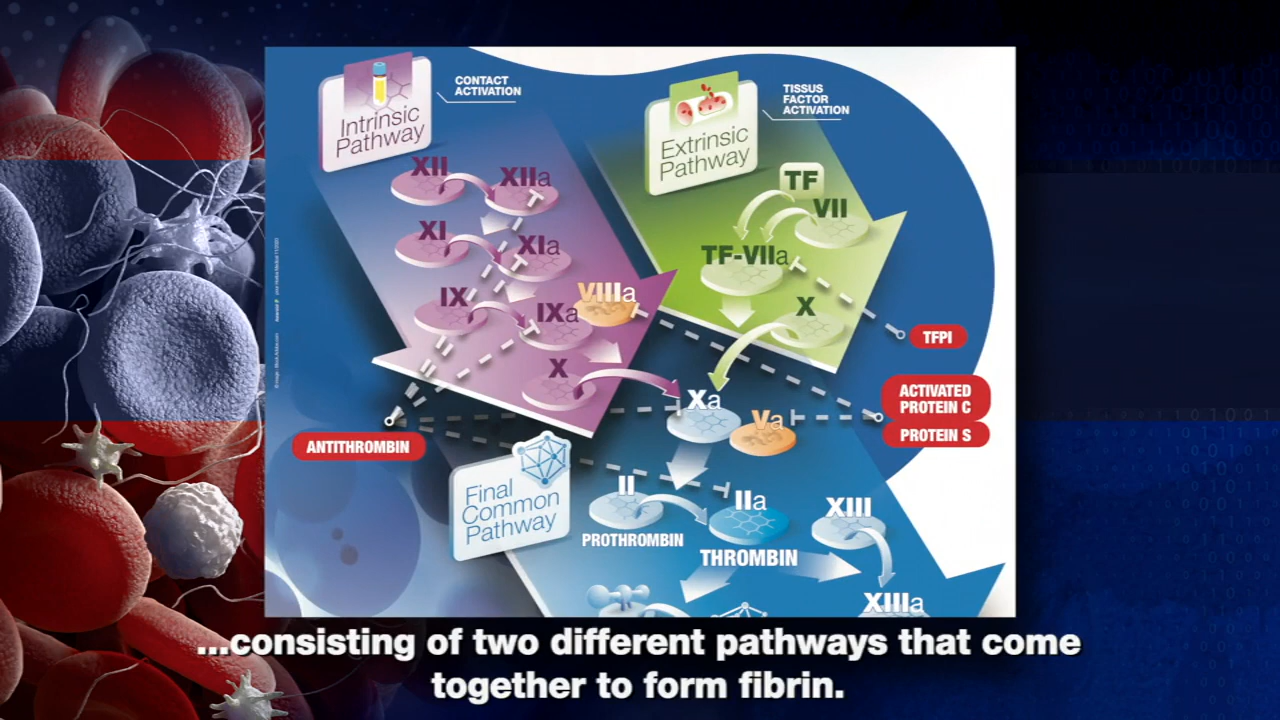 Intrinsic
Pathway
CONTACT
ACTIVATION
Extrinsic
Pathway
TISSUE
FACTOR
ACTIVATION
XII
XIIa
TF
VII
XI
XIa
TF-VIIa
IX
IXa
VIIIa
X
TFPI
X
Xa
Va
ACTIVATED
PROTEIN C
PROTEIN S
ANTITHROMBIN
Final
Common
Pathway
II
PROTHROMBIN
IIa
THROMBIN
XIII
XIIIa
...consisting of two different pathways that come
together to form fibrin.